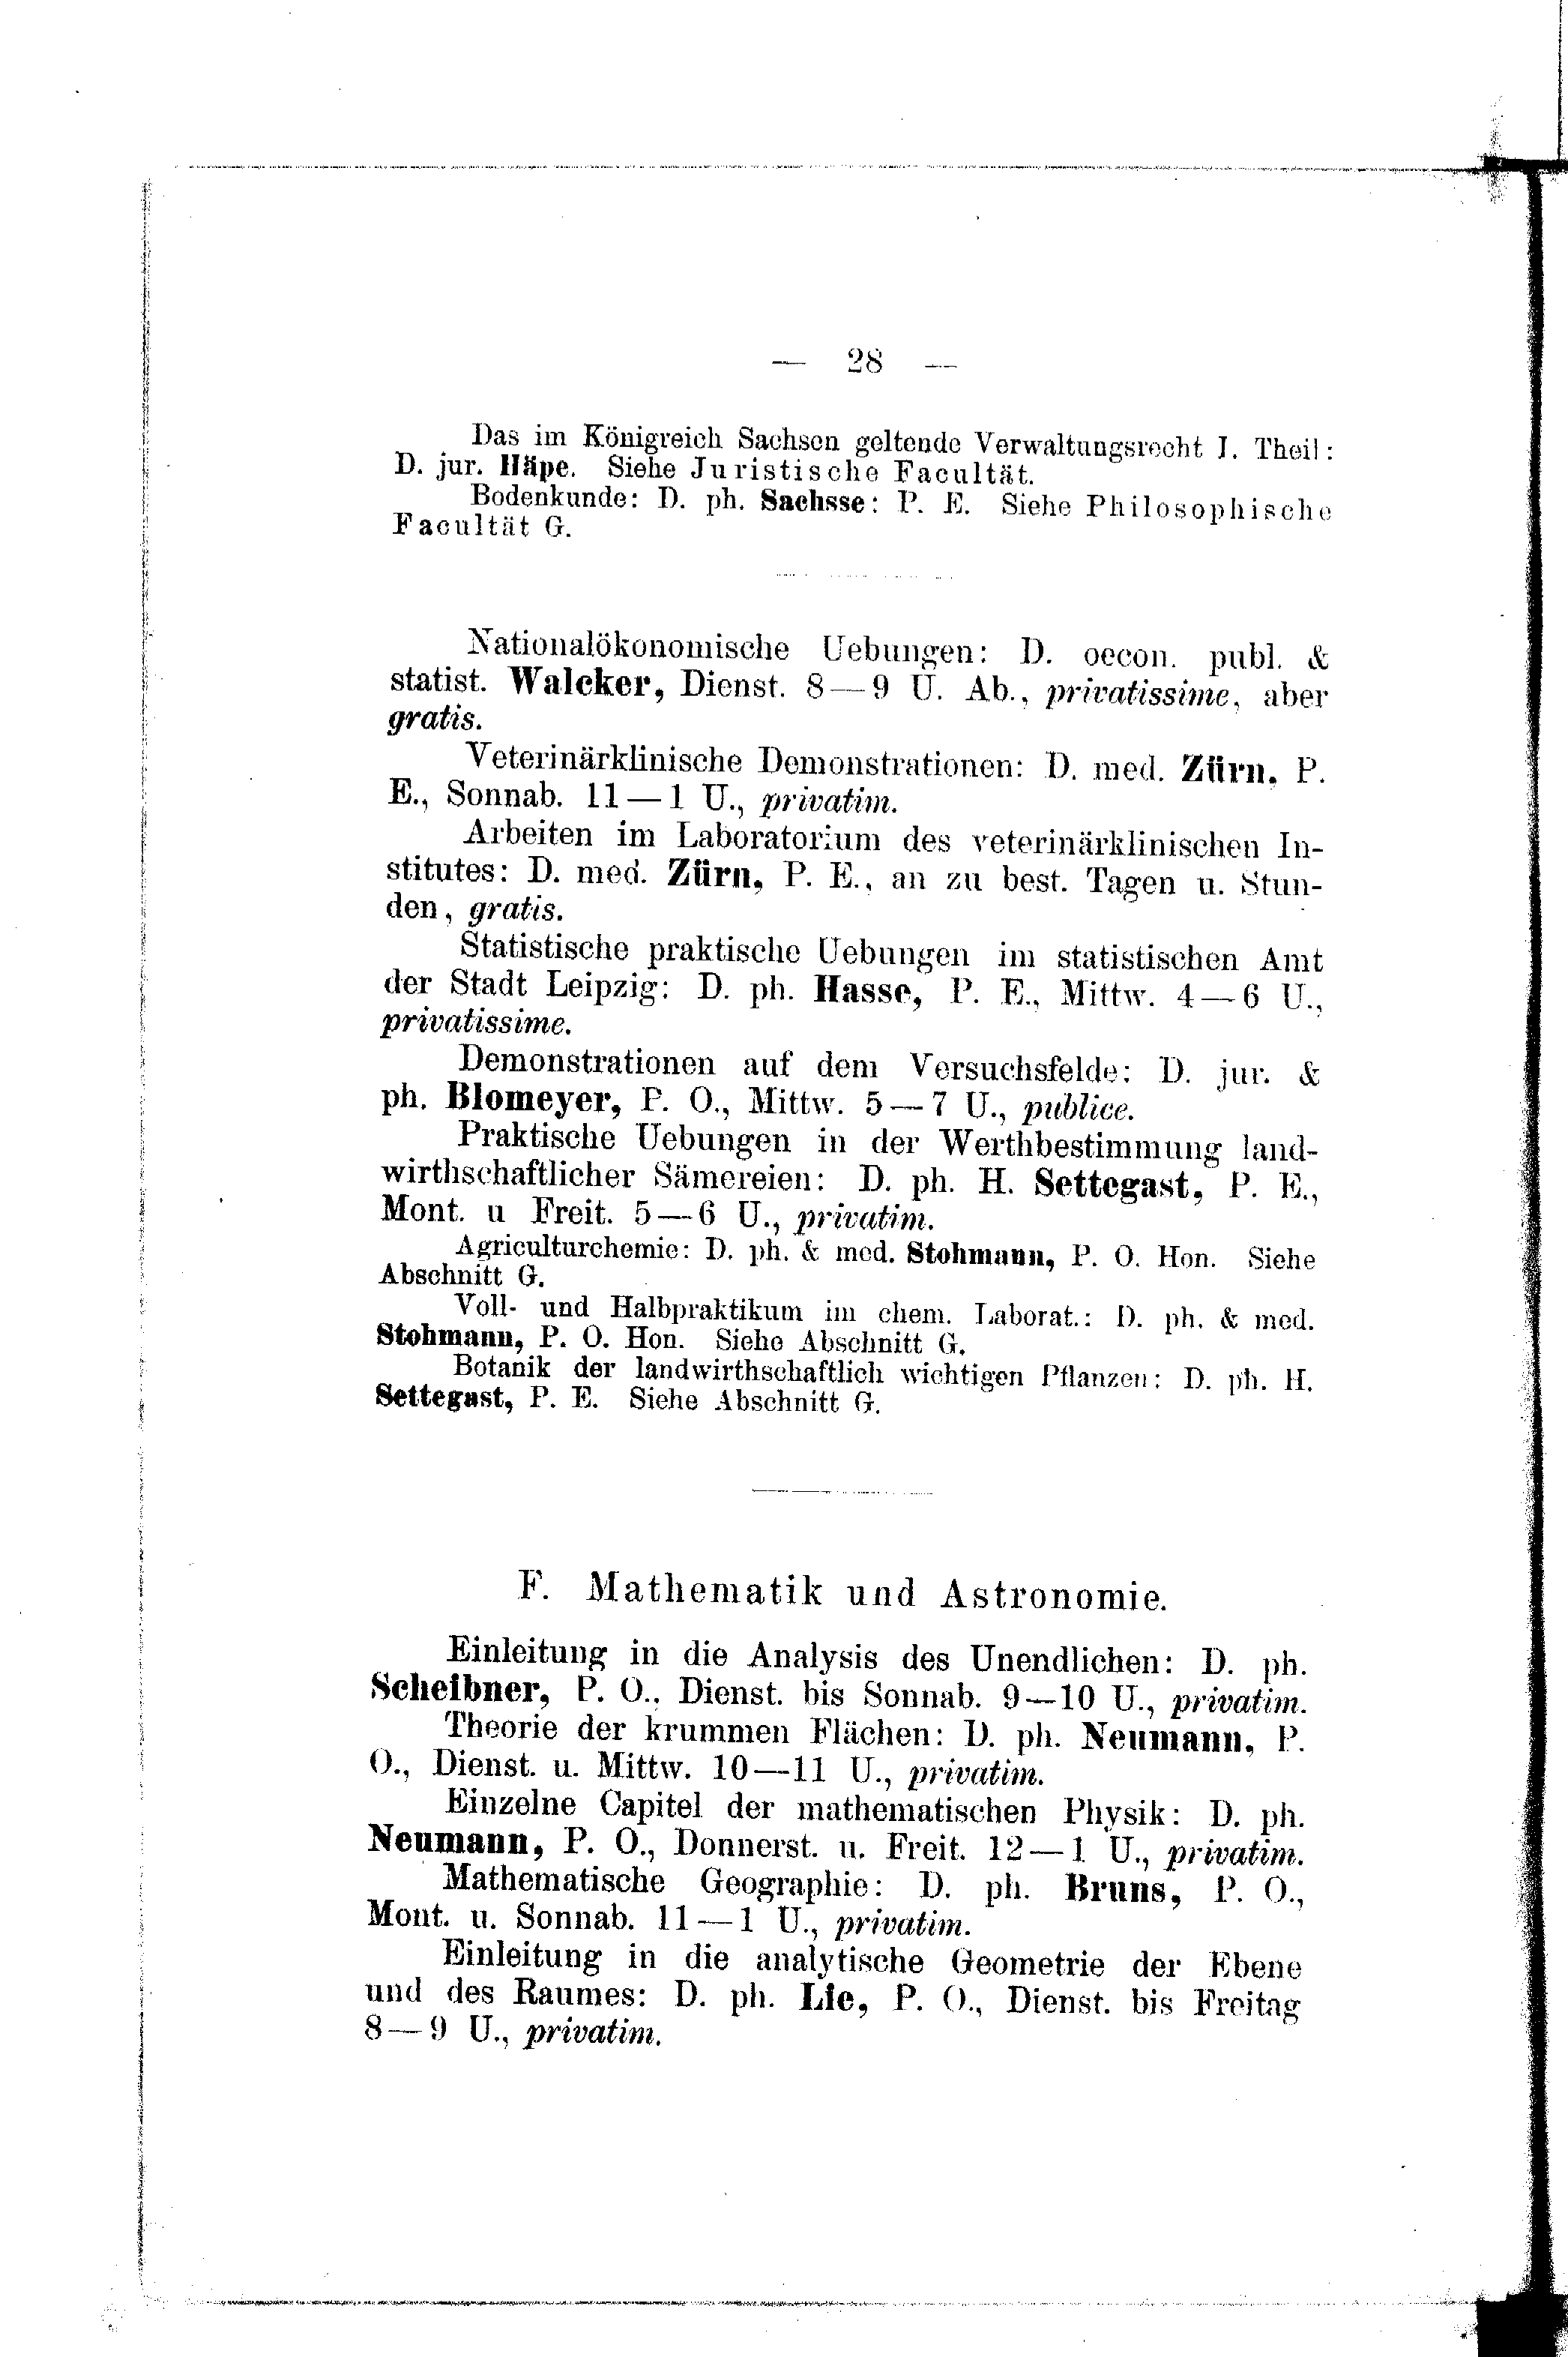 — 28 —
Das im Königreich Sachsen geltende Verwaltungsrecht I. Theil:
D. jur. Häpe. Siehe Juristische Facultät.
Bodenkunde: D. ph. Sachsse: P. E. Siehe Philosophische
Facultät G.
Nationalökonomische Uebungen: D. oecon. publ. &
statist. Walcker, Dienst. 8—9 U. Ab., privatissime, aber
gratis.
Veterinärklinische Demonstrationen: D. med. Zürn, P.
E., Sonnab. 11—1 U., privatim.
Arbeiten im Laboratorium des veterinärklinischen In-
stitutes: D. med. Zürn, P. E., an zu best. Tagen u. Stun-
den, gratis.
Statistische praktische Uebungen im statistischen Amt
der Stadt Leipzig: D. ph. Hasse, P. E., Mittw. 4—6 U.,
privatissime.
Demonstrationen auf dem Versuchsfelde: D. jur. &
ph. Blomeyer, P. O., Mittw. 5—7 U., publice.
Praktische Uebungen in der Werthbestimmung land-
wirthschaftlicher Sämereien: D. ph. H. Settegast, P. E.,
Mont. u Freit. 5—6 U., privatim.
Agriculturchemie: D. ph. & med. Stohmann, P. O. Hon. Siehe
Abschnitt G.
Voll- und Halbpraktikum im chem. Laborat.: D. ph. & med.
Stohmann, P. O. Hon. Siehe Abschnitt G.
Botanik der landwirthschaftlich wichtigen Pflanzen: D. ph. H.
Settegast, P. E. Siehe Abschnitt G.
F. Mathematik und Astronomie.
Einleitung in die Analysis des Unendlichen: D. ph.
Scheibner, P. O., Dienst. bis Sonnab. 9—10 U., privatim.
Theorie der krummen Flächen: D. ph. Neumann, P.
O., Dienst. u. Mittw. 10—11 U., privatim.
Einzelne Capitel der mathematischen Physik: D. ph.
Neumann, P. O., Donnerst. u. Freit. 12—1 U., privatim.
Mathematische Geographie: D. ph. Bruns, P. O.,
Mont. u. Sonnab. 11—1 U., privatim.
Einleitung in die analytische Geometrie der Ebene
und des Raumes: D. ph. Lie, P. O., Dienst. bis Freitag
8—9 U., privatim.